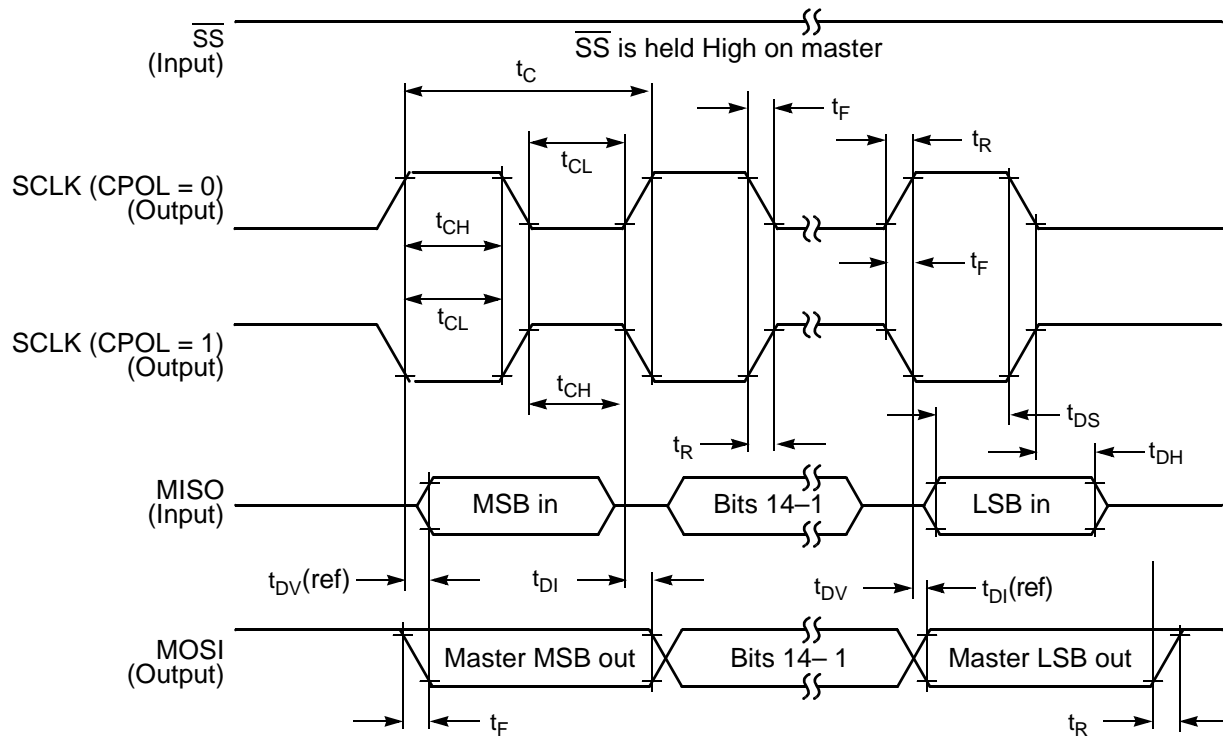 SS
(Input)
SS is held High on master
tC
tF
tR
tCL
SCLK (CPOL = 0)
(Output)
tCH
tF
tCL
SCLK (CPOL = 1)
(Output)
tCH
tDS
tR
tDH
MISO
(Input)
MSB in
Bits 14–1
LSB in
tDV(ref)
tDI
tDV
tDI(ref)
MOSI
(Output)
Master MSB out
Bits 14– 1
Master LSB out
tF
tR